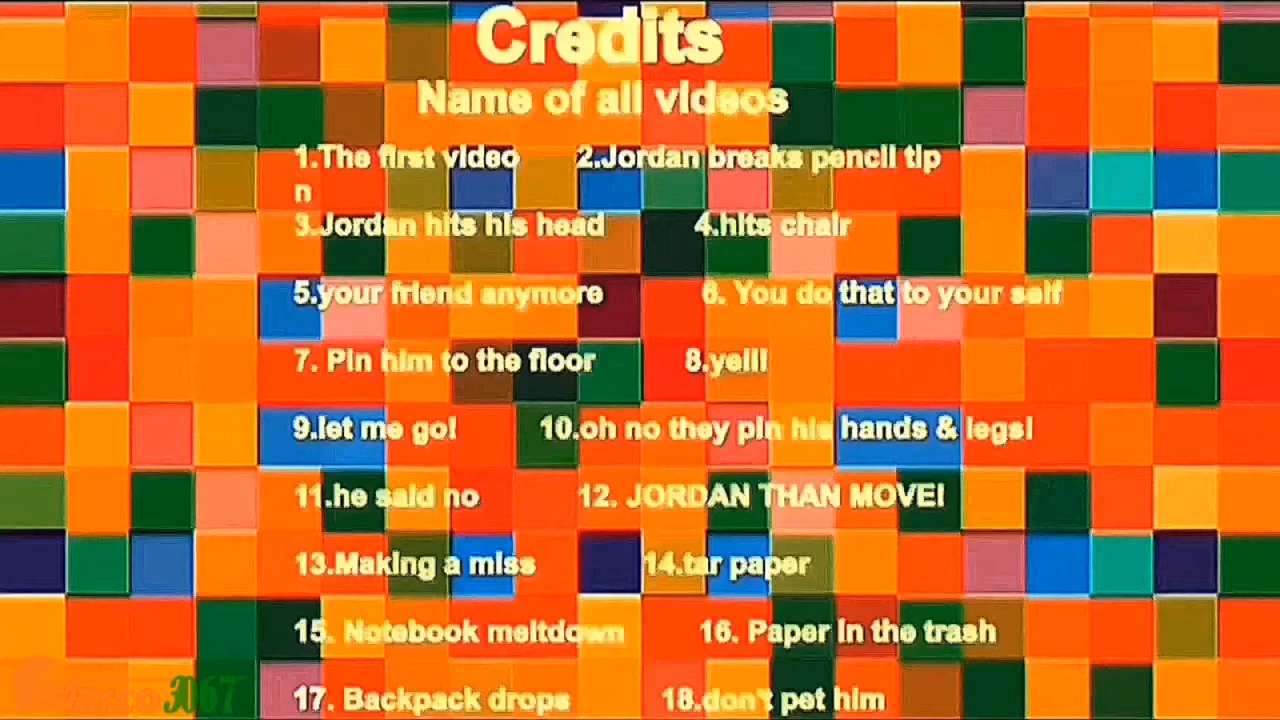 Credits
Name of all videos
1.The first video 2.Jordan breaks pencil tip
n
3.Jordan hits his head 4.hits chair
5.your friend anymore 6. You do that to your self
7. Pin him to the floor 8.yelll
9.let me go! 10.oh no they pin his hands & legs!
11.he said no 12. JORDAN THAN MOVE!
13.Making a miss 14.tar paper
15. Notebook meltdown 16. Paper in the trash
17. Backpack drops 18.don't pet him